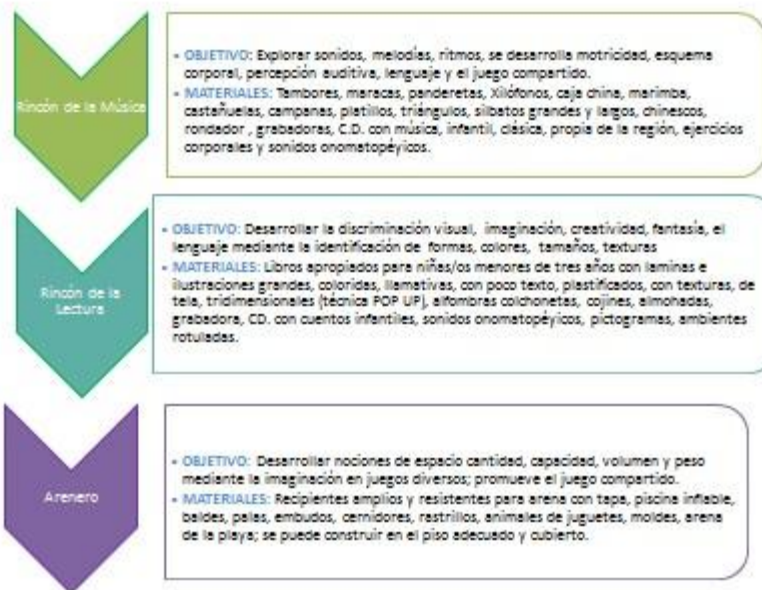 Rincón de la Música
• OBJETIVO: Explorar sonidos, melodías, ritmos, se desarrolla motricidad, esquema
corporal, percepción auditiva, lenguaje y el juego compartido.
• MATERIALES: Tambores, maracas, panderetas, Xilófonos, caja china, marimba,
castañuelas, campanas, platillos, triángulos, silbatos grandes y largos, chinescos,
rondador , grabadoras, C.D. con música, infantil, clásica, propia de la región, ejercicios
corporales y sonidos onomatopéyicos.
Rincón de la
Lectura
• OBJETIVO: Desarrollar la discriminación visual, imaginación, creatividad, fantasía, el
lenguaje mediante la identificación de formas, colores, tamaños, texturas
• MATERIALES: Libros apropiados para niñas/os menores de tres años con laminas e
ilustraciones grandes, coloridas, llamativas, con poco texto, plastificados, con texturas, de
tela, tridimensionales (técnica POP UP), alfombras colchonetas, cojines, almohadas,
grabadora, CD. con cuentos infantiles, sonidos onomatopéyicos, pictogramas, ambientes
rotuladas.
Arenero
• OBJETIVO: Desarrollar nociones de espacio cantidad, capacidad, volumen y peso
mediante la imaginación en juegos diversos; promueve el juego compartido.
• MATERIALES: Recipientes amplios y resistentes para arena con tapa, piscina inflable,
baldes, palas, embudos, cernidores, rastrillos, animales de juguetes, moldes, arena
de la playa; se puede construir en el piso adecuado y cubierto.